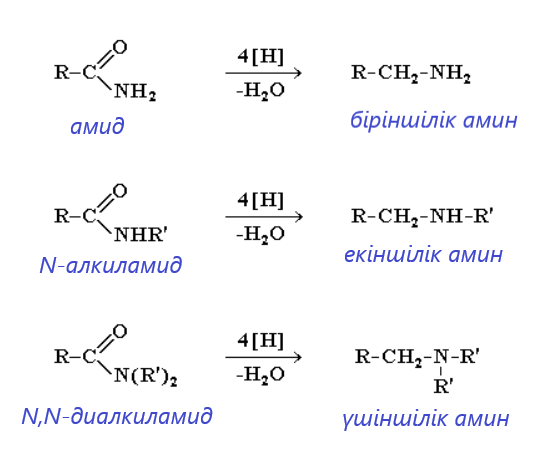 R–C(=O)–NH₂ 4[H] -H₂O R–CH₂–NH₂
амид біріншілік амин
R–C(=O)–NHR' 4[H] -H₂O R–CH₂–NH–R'
N-алкиламид екіншілік амин
R–C(=O)–N(R')₂ 4[H] -H₂O R–CH₂–N(–R')–R'
N,N-диалкиламид үшіншілік амин